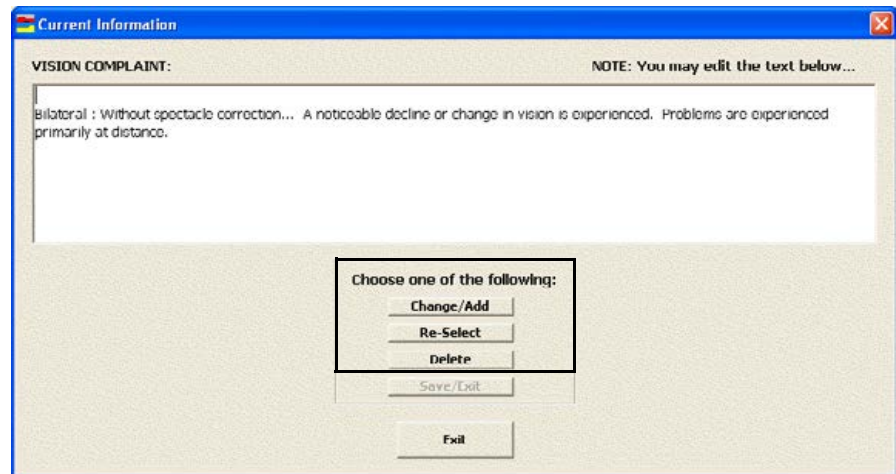 Current Information
VISION COMPLAINT:
NOTE: You may edit the text below...
Bilateral : Without spectacle correction... A noticeable decline or change in vision is experienced. Problems are experienced
primarily at distance.
Choose one of the following:
Change/Add
Re-Select
Delete
Save/Exit
Exit